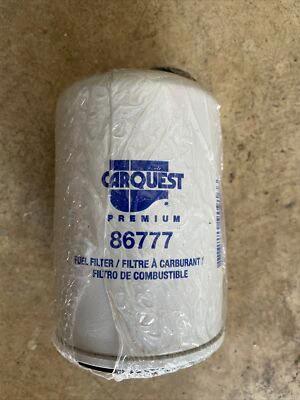 CARQUEST
PREMIUM
86777
FUEL FILTER / FILTRE À CARBURANT /
FILTRO DE COMBUSTIBLE